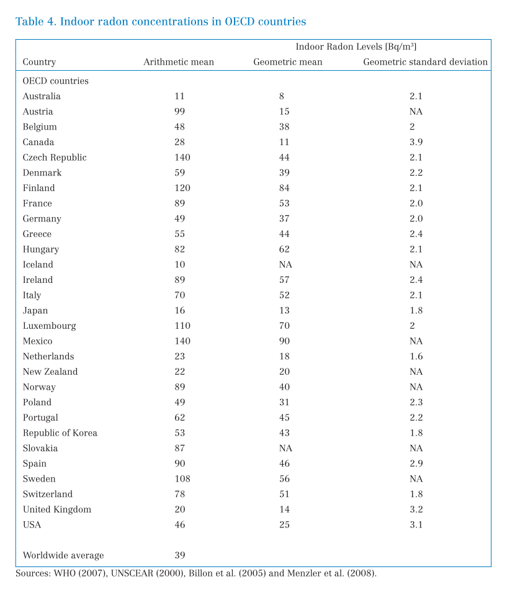 Table 4. Indoor radon concentrations in OECD countries
Indoor Radon Levels [Bq/m³]
Country Arithmetic mean Geometric mean Geometric standard deviation
OECD countries
Australia 11 8 2.1
Austria 99 15 NA
Belgium 48 38 2
Canada 28 11 3.9
Czech Republic 140 44 2.1
Denmark 59 39 2.2
Finland 120 84 2.1
France 89 53 2.0
Germany 49 37 2.0
Greece 55 44 2.4
Hungary 82 62 2.1
Iceland 10 NA NA
Ireland 89 57 2.4
Italy 70 52 2.1
Japan 16 13 1.8
Luxembourg 110 70 2
Mexico 140 90 NA
Netherlands 23 18 1.6
New Zealand 22 20 NA
Norway 89 40 NA
Poland 49 31 2.3
Portugal 62 45 2.2
Republic of Korea 53 43 1.8
Slovakia 87 NA NA
Spain 90 46 2.9
Sweden 108 56 NA
Switzerland 78 51 1.8
United Kingdom 20 14 3.2
USA 46 25 3.1
Worldwide average 39
Sources: WHO (2007), UNSCEAR (2000), Billon et al. (2005) and Menzler et al. (2008).